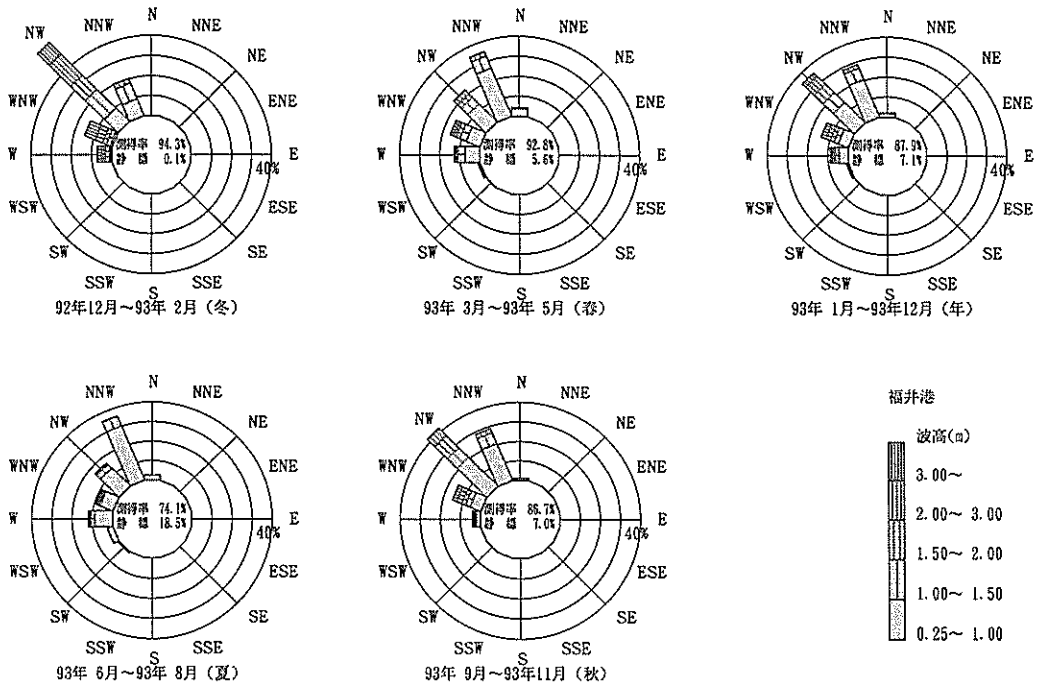 N
NNW NNE
NW NE
WNW ENE
W E
測得率 94.3%
静 穏 0.1%
40%
WSW ESE
SW SE
SSW SSE
S
92年12月～93年 2月 (冬)
N
NNW NNE
NW NE
WNW ENE
W E
測得率 92.8%
静 穏 5.6%
40%
WSW ESE
SW SE
SSW SSE
S
93年 3月～93年 5月 (春)
N
NNW NNE
NW NE
WNW ENE
W E
測得率 87.9%
静 穏 7.1%
40%
WSW ESE
SW SE
SSW SSE
S
93年 1月～93年12月 (年)
N
NNW NNE
NW NE
WNW ENE
W E
測得率 74.1%
静 穏 18.5%
40%
WSW ESE
SW SE
SSW SSE
S
93年 6月～93年 8月 (夏)
N
NNW NNE
NW NE
WNW ENE
W E
測得率 86.7%
静 穏 7.0%
40%
WSW ESE
SW SE
SSW SSE
S
93年 9月～93年11月 (秋)
福井港
波高(m)
3.00～
2.00～ 3.00
1.50～ 2.00
1.00～ 1.50
0.25～ 1.00